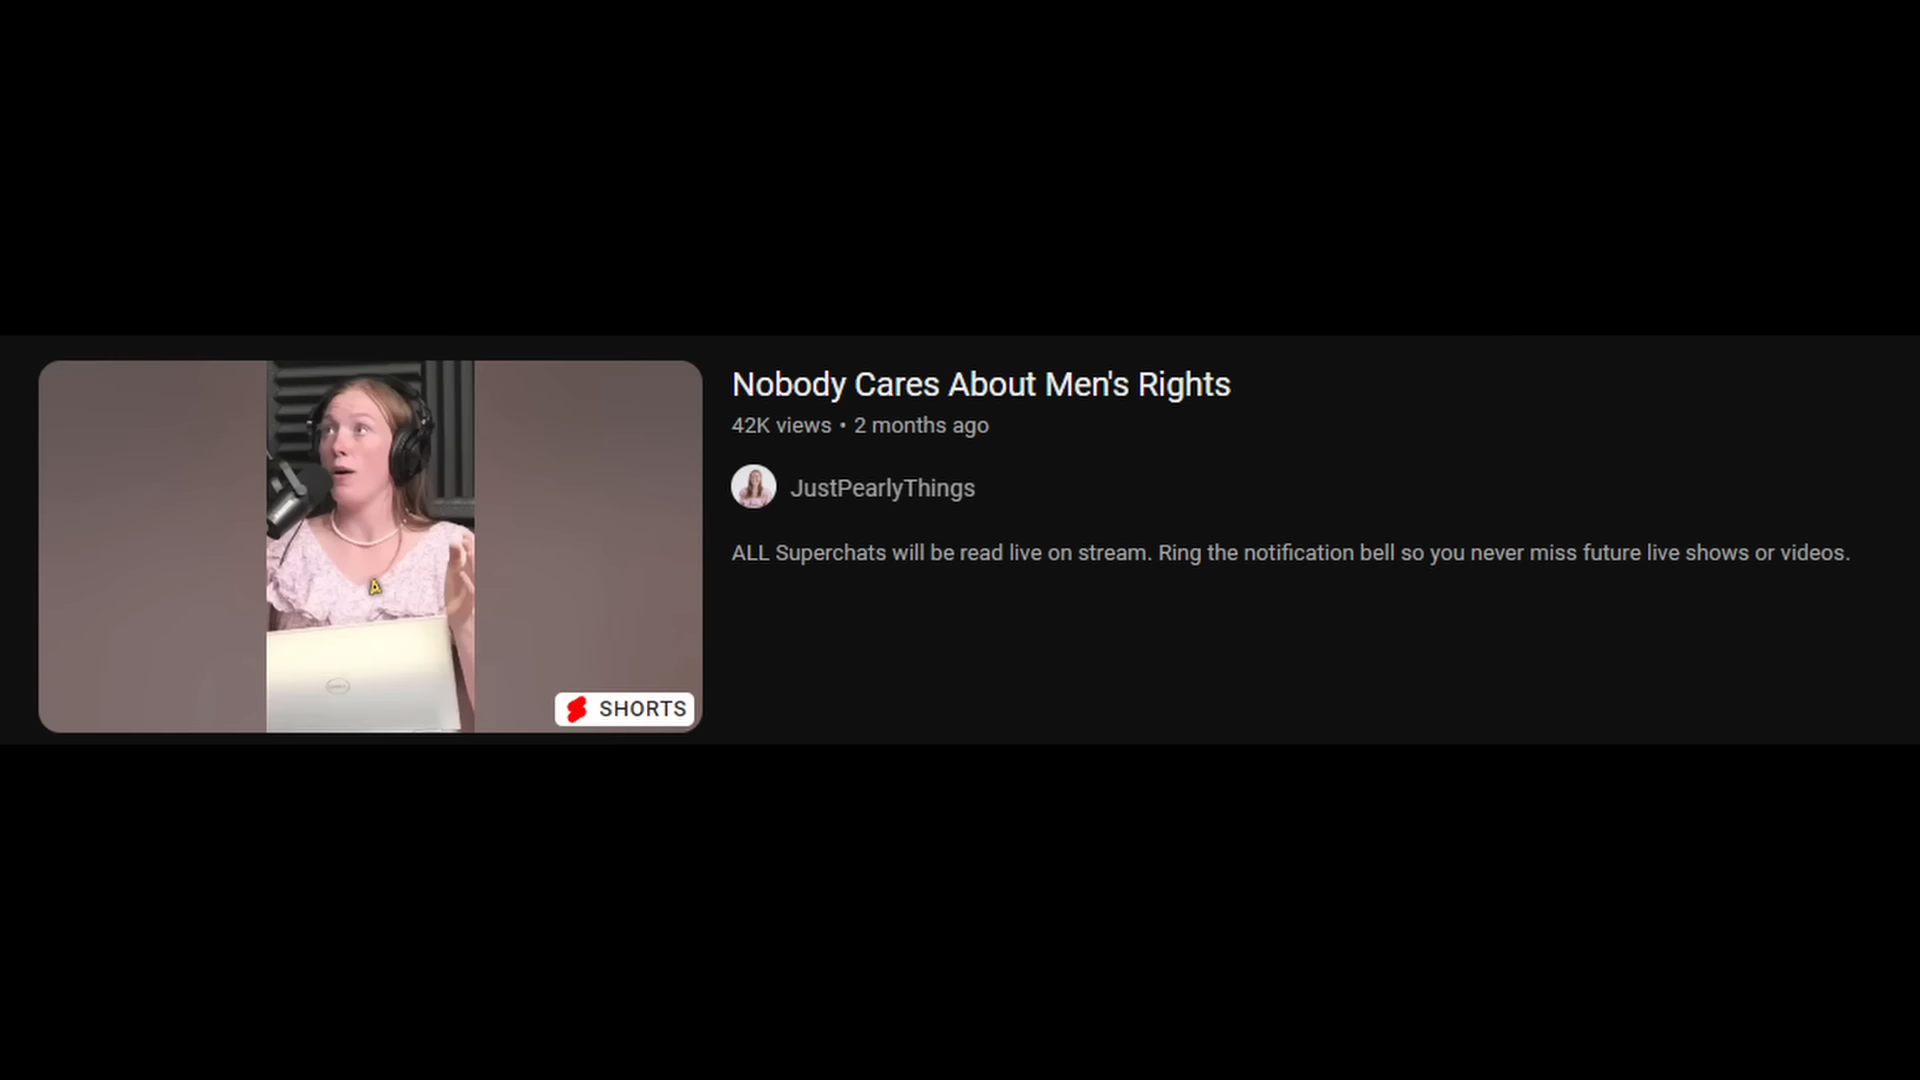 Nobody Cares About Men's Rights
42K views • 2 months ago
JustPearlyThings
ALL Superchats will be read live on stream. Ring the notification bell so you never miss future live shows or videos.
A
SHORTS